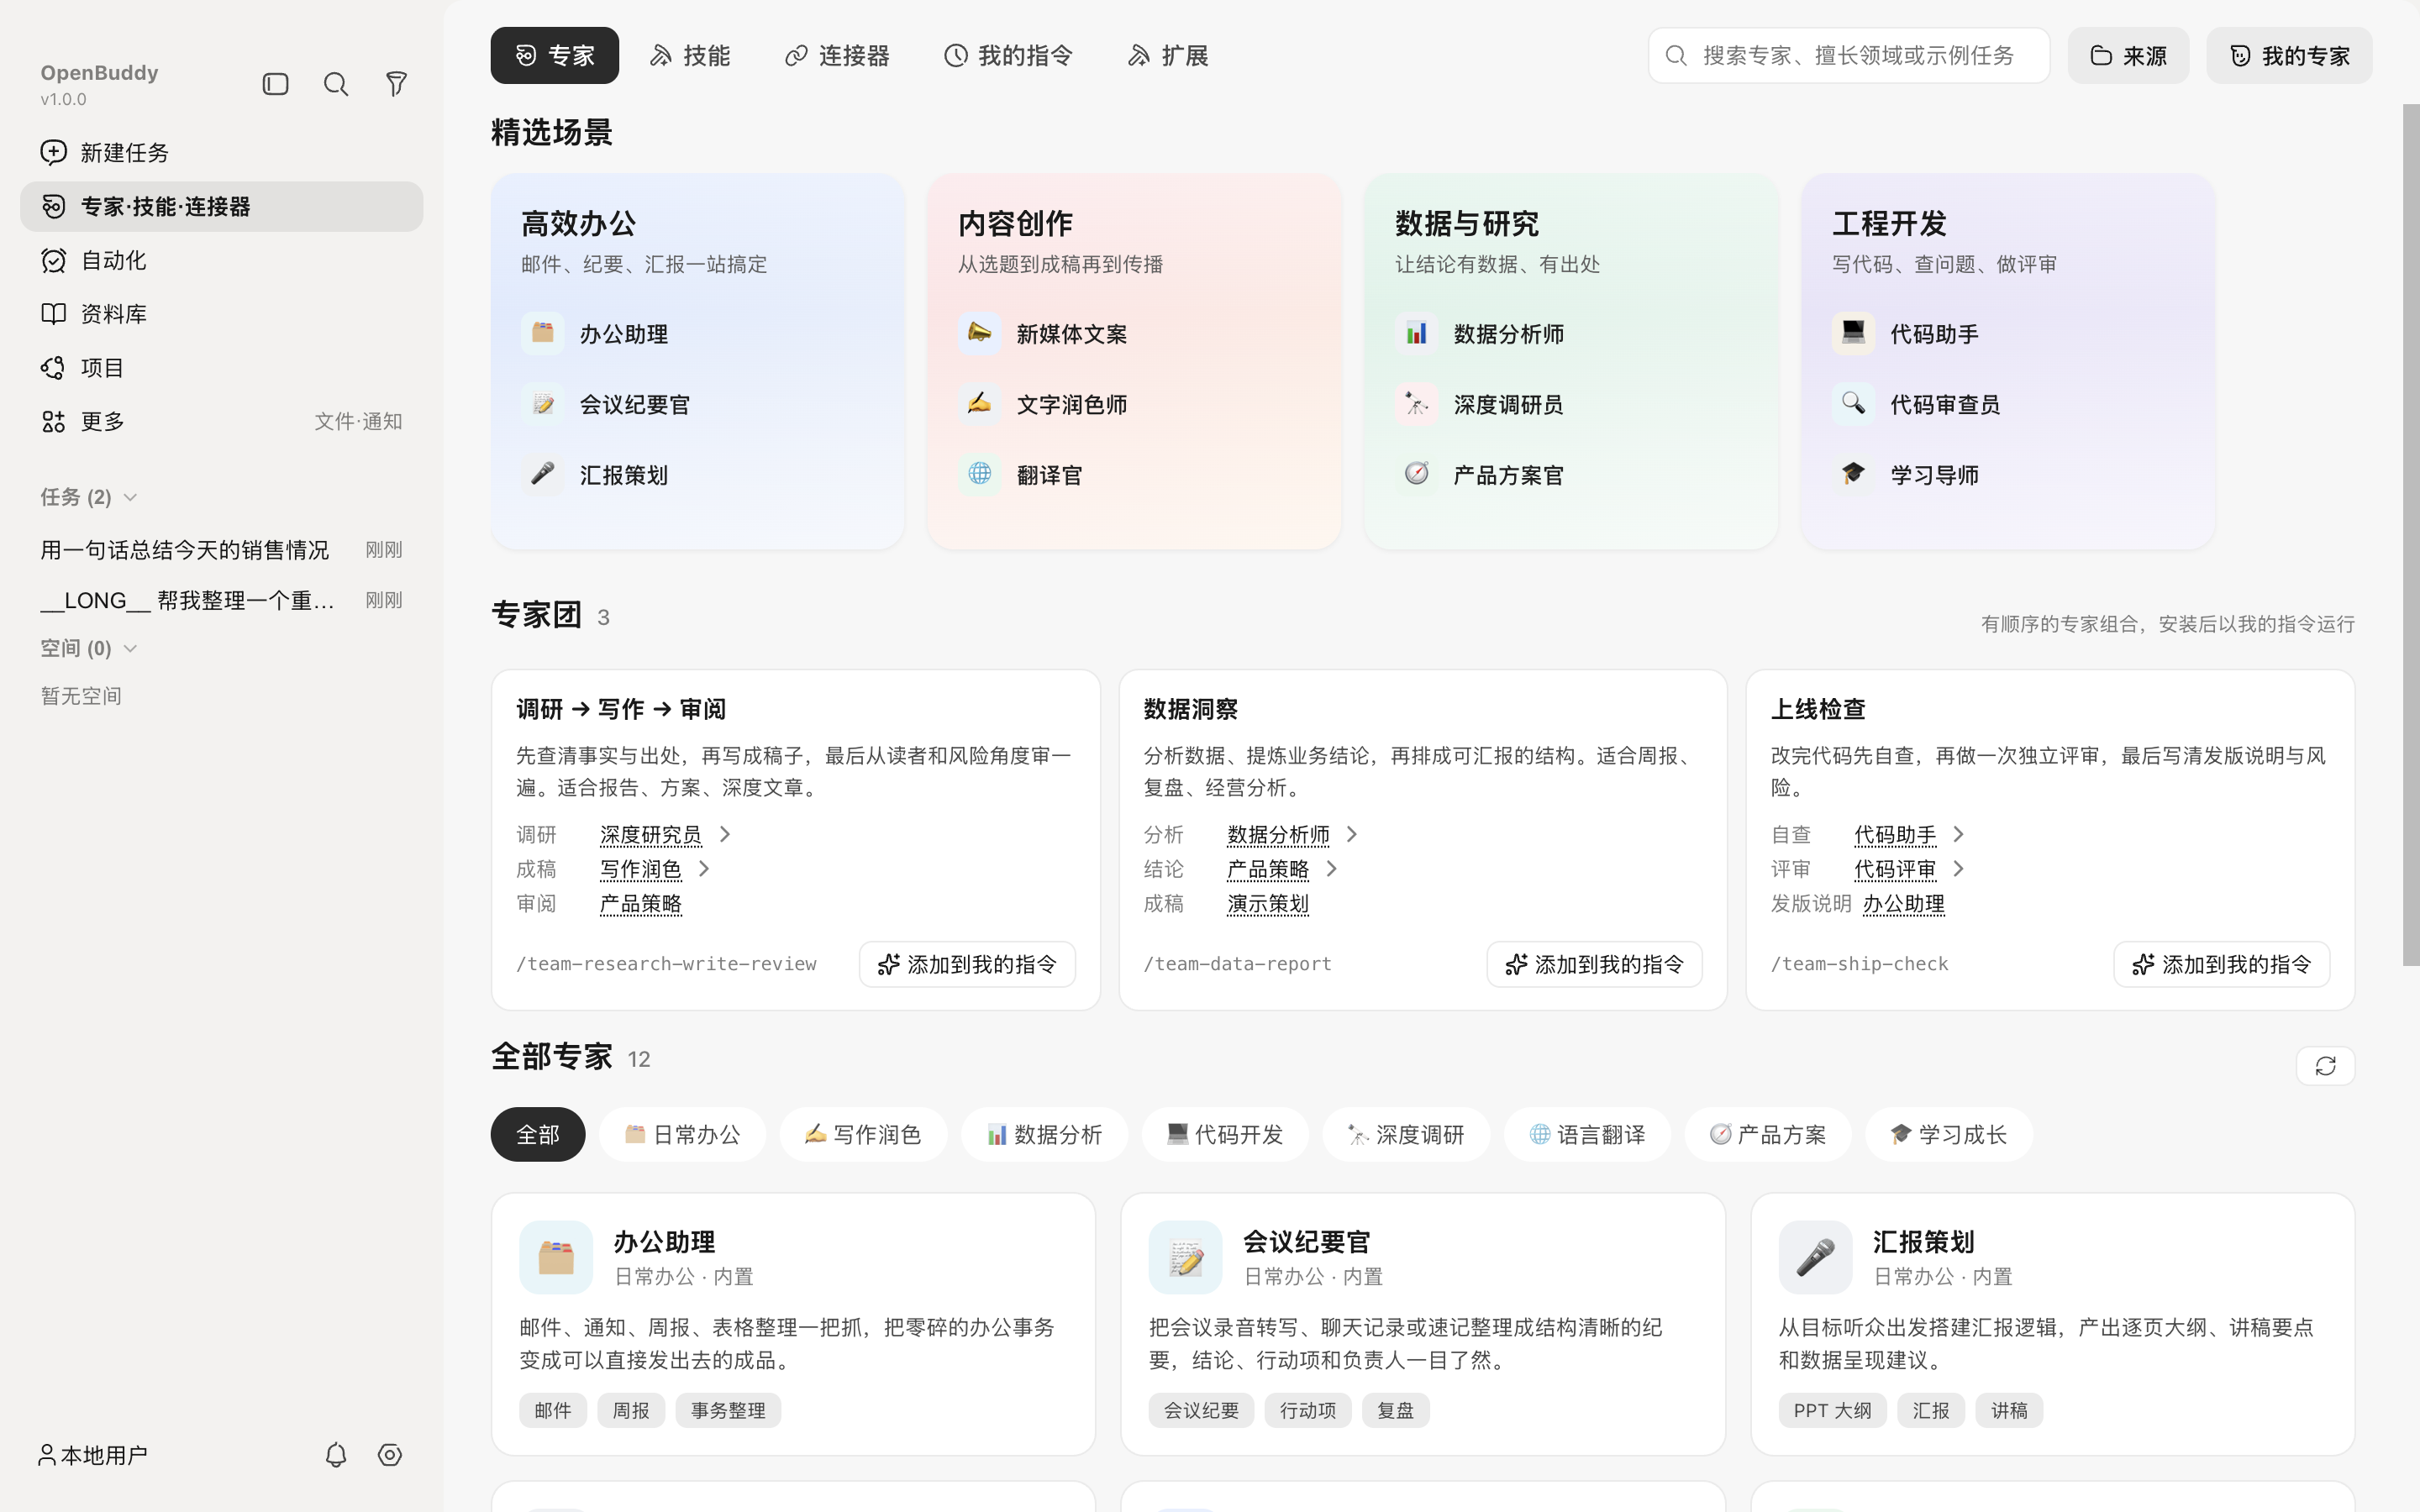 OpenBuddy
v1.0.0
新建任务
专家·技能·连接器
自动化
资料库
项目
更多
文件·通知
任务 (2)
用一句话总结今天的销售情况
刚刚
__LONG__ 帮我整理一个重…
刚刚
空间 (0)
暂无空间
本地用户
专家
技能
连接器
我的指令
扩展
搜索专家、擅长领域或示例任务
来源
我的专家
精选场景
高效办公
邮件、纪要、汇报一站搞定
办公助理
会议纪要官
汇报策划
内容创作
从选题到成稿再到传播
新媒体文案
文字润色师
翻译官
数据与研究
让结论有数据、有出处
数据分析师
深度调研员
产品方案官
工程开发
写代码、查问题、做评审
代码助手
代码审查员
学习导师
专家团 3
有顺序的专家组合，安装后以我的指令运行
调研 → 写作 → 审阅
先查清事实与出处，再写成稿子，最后从读者和风险角度审一
遍。适合报告、方案、深度文章。
调研 深度研究员
成稿 写作润色
审阅 产品策略
/team-research-write-review
添加到我的指令
数据洞察
分析数据、提炼业务结论，再排成可汇报的结构。适合周报、
复盘、经营分析。
分析 数据分析师
结论 产品策略
成稿 演示策划
/team-data-report
添加到我的指令
上线检查
改完代码先自查，再做一次独立评审，最后写清发版说明与风
险。
自查 代码助手
评审 代码评审
发版说明 办公助理
/team-ship-check
添加到我的指令
全部专家 12
全部
日常办公
写作润色
数据分析
代码开发
深度调研
语言翻译
产品方案
学习成长
办公助理
日常办公 · 内置
邮件、通知、周报、表格整理一把抓，把零碎的办公事务
变成可以直接发出去的成品。
邮件
周报
事务整理
会议纪要官
日常办公 · 内置
把会议录音转写、聊天记录或速记整理成结构清晰的纪
要，结论、行动项和负责人一目了然。
会议纪要
行动项
复盘
汇报策划
日常办公 · 内置
从目标听众出发搭建汇报逻辑，产出逐页大纲、讲稿要点
和数据呈现建议。
PPT 大纲
汇报
讲稿